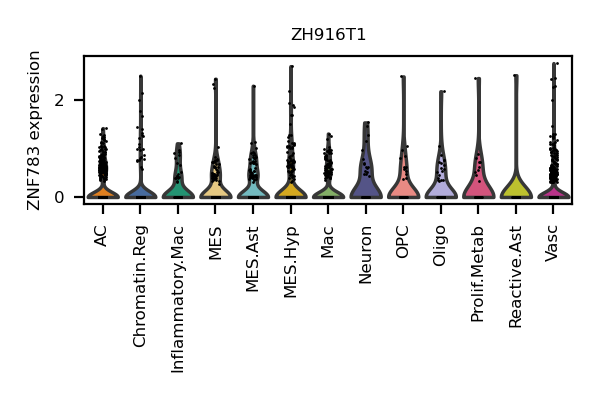 ZH916T1
ZNF783 expression
2
0
AC
Chromatin.Reg
Inflammatory.Mac
MES
MES.Ast
MES.Hyp
Mac
Neuron
OPC
Oligo
Prolif.Metab
Reactive.Ast
Vasc